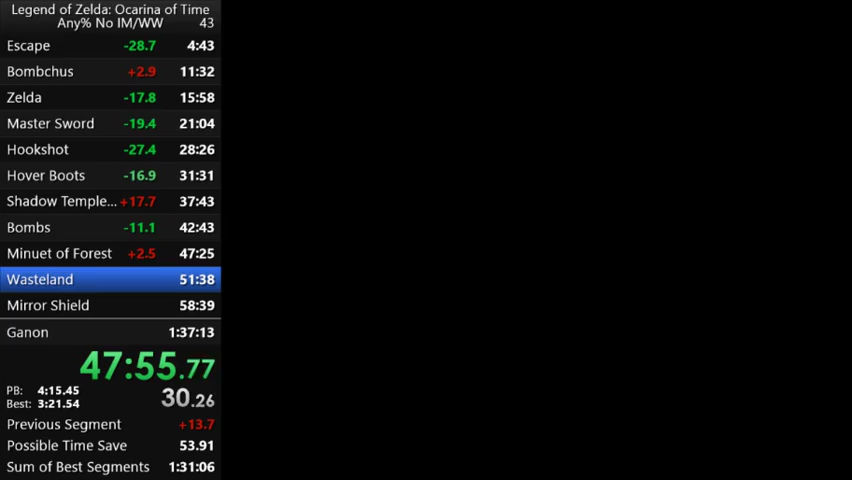 Legend of Zelda: Ocarina of Time
Any% No IM/WW 43
Escape -28.7 4:43
Bombchus +2.9 11:32
Zelda -17.8 15:58
Master Sword -19.4 21:04
Hookshot -27.4 28:26
Hover Boots -16.9 31:31
Shadow Temple... +17.7 37:43
Bombs -11.1 42:43
Minuet of Forest +2.5 47:25
Wasteland 51:38
Mirror Shield 58:39
Ganon 1:37:13
47:55.77
PB: 4:15.45
Best: 3:21.54
30.26
Previous Segment +13.7
Possible Time Save 53.91
Sum of Best Segments 1:31:06